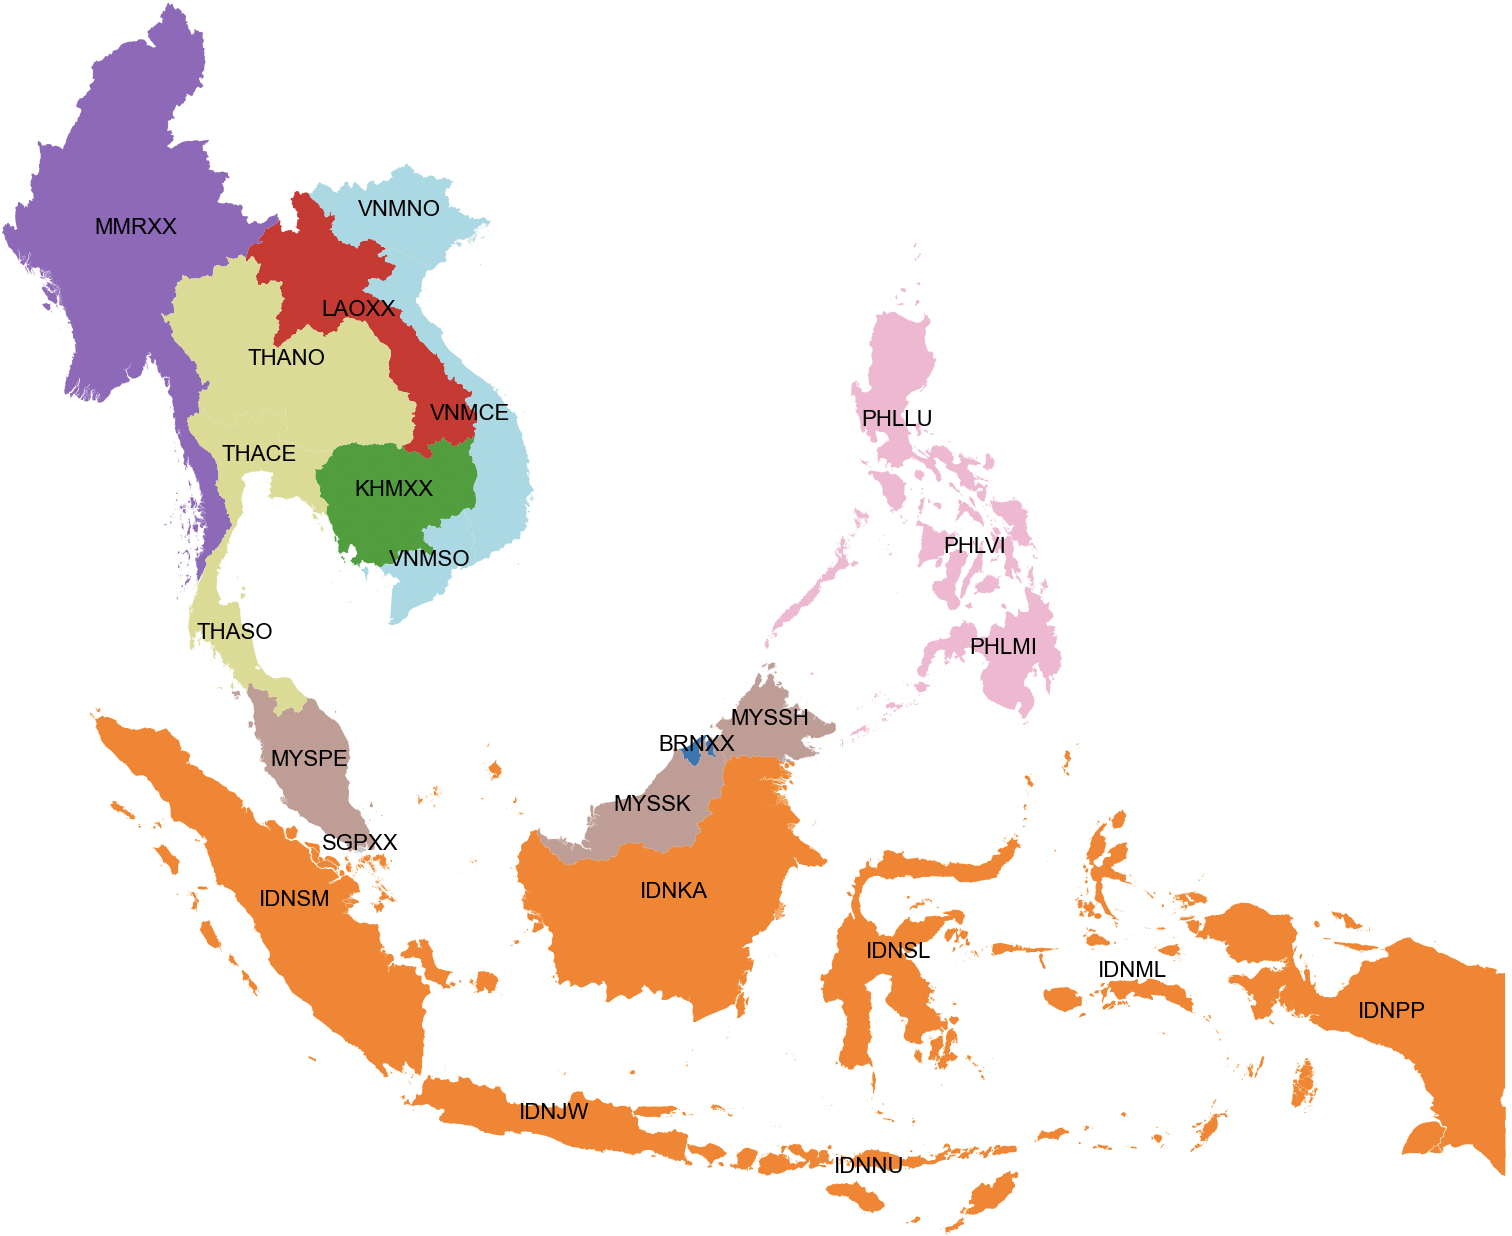 VNMNO
MMRXX
LAOXX
THANO
VNMCE
PHLLU
THACE
KHMXX
PHLVI
VNMSO
THASO
PHLMI
MYSSH
BRNXX
MYSPE
MYSSK
SGPXX
IDNKA
IDNSM
IDNSL
IDNML
IDNPP
IDNJW
IDNNU